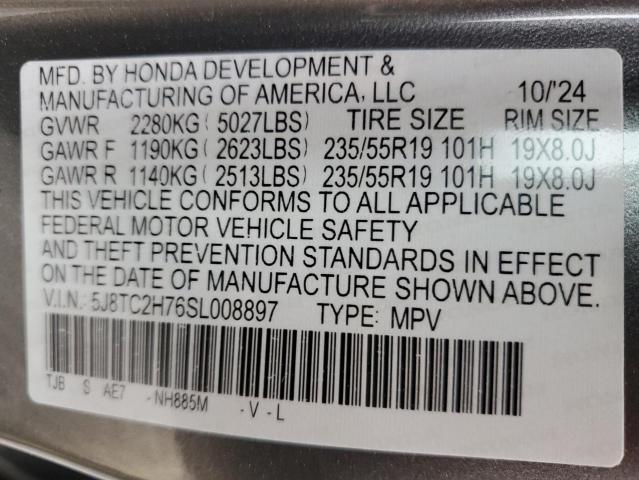 MFD. BY HONDA DEVELOPMENT &
MANUFACTURING OF AMERICA, LLC 10/'24
GVWR 2280KG ( 5027LBS) TIRE SIZE RIM SIZE
GAWR F 1190KG ( 2623LBS) 235/55R19 101H 19X8.0J
GAWR R 1140KG ( 2513LBS) 235/55R19 101H 19X8.0J
THIS VEHICLE CONFORMS TO ALL APPLICABLE
FEDERAL MOTOR VEHICLE SAFETY
AND THEFT PREVENTION STANDARDS IN EFFECT
ON THE DATE OF MANUFACTURE SHOWN ABOVE.
V.I.N.: 5J8TC2H76SL008897 TYPE: MPV
TJB S AE7 -NH885M -V-L